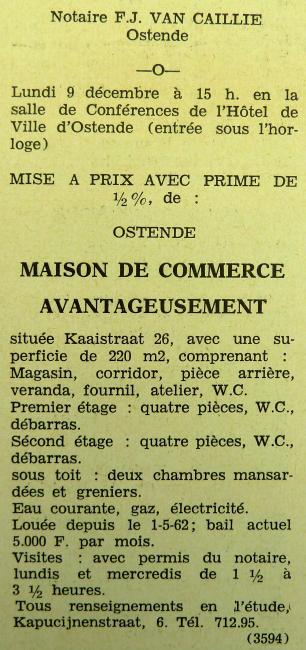 Notaire F.J. VAN CAILLIE
Ostende
—O—
Lundi 9 décembre à 15 h. en la
salle de Conférences de l'Hôtel de
Ville d'Ostende (entrée sous l'hor-
loge)
MISE A PRIX AVEC PRIME DE
½%, de :
OSTENDE
MAISON DE COMMERCE
AVANTAGEUSEMENT
située Kaaistraat 26, avec une su-
perficie de 220 m2, comprenant :
Magasin, corridor, pièce arrière,
veranda, fournil, atelier, W.C.
Premier étage : quatre pièces, W.C.,
débarras.
Sécond étage : quatre pièces, W.C.,
débarras.
sous toit : deux chambres mansar-
dées et greniers.
Eau courante, gaz, électricité.
Louée depuis le 1-5-62; bail actuel
5.000 F. par mois.
Visites : avec permis du notaire,
lundis et mercredis de 1 ½ à
3 ½ heures.
Tous renseignements en l'étude,
Kapucijnenstraat, 6. Tél. 712.95.
(3594)